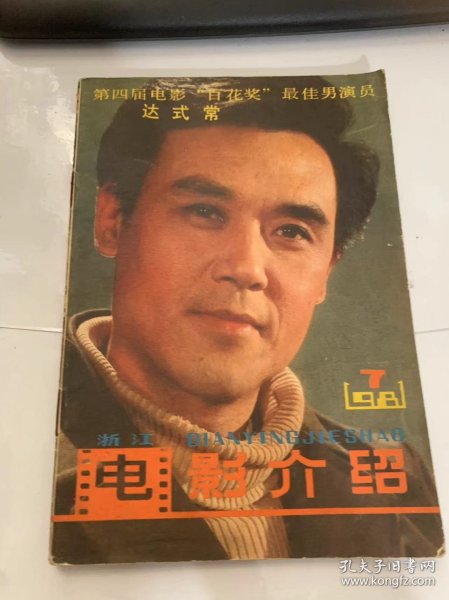 第四届电影“百花奖”最佳男演员
达式常
7
1981
浙江 DIANYINGJIESHAO
电影介绍
孔夫子旧书网
www.kongfz.com